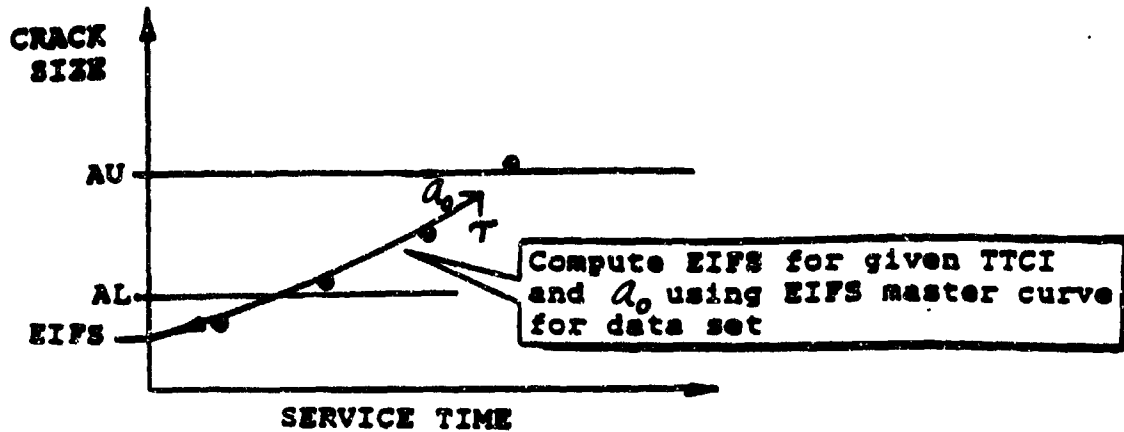 CRACK
SIZE
AU
a₀
T
AL
EIFS
Compute EIFS for given TTCI
and a₀ using EIFS master curve
for data set
SERVICE TIME